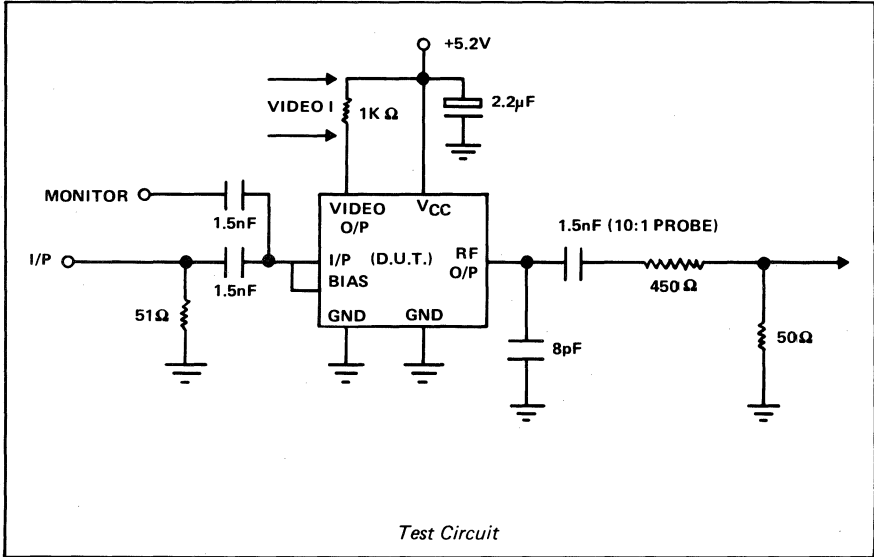 +5.2V
VIDEO I
1K Ω
2.2µF
MONITOR
1.5nF
VIDEO
O/P
VCC
1.5nF (10:1 PROBE)
I/P
1.5nF
I/P
(D.U.T.)
BIAS
RF
O/P
450Ω
51Ω
GND
GND
8pF
50Ω
Test Circuit